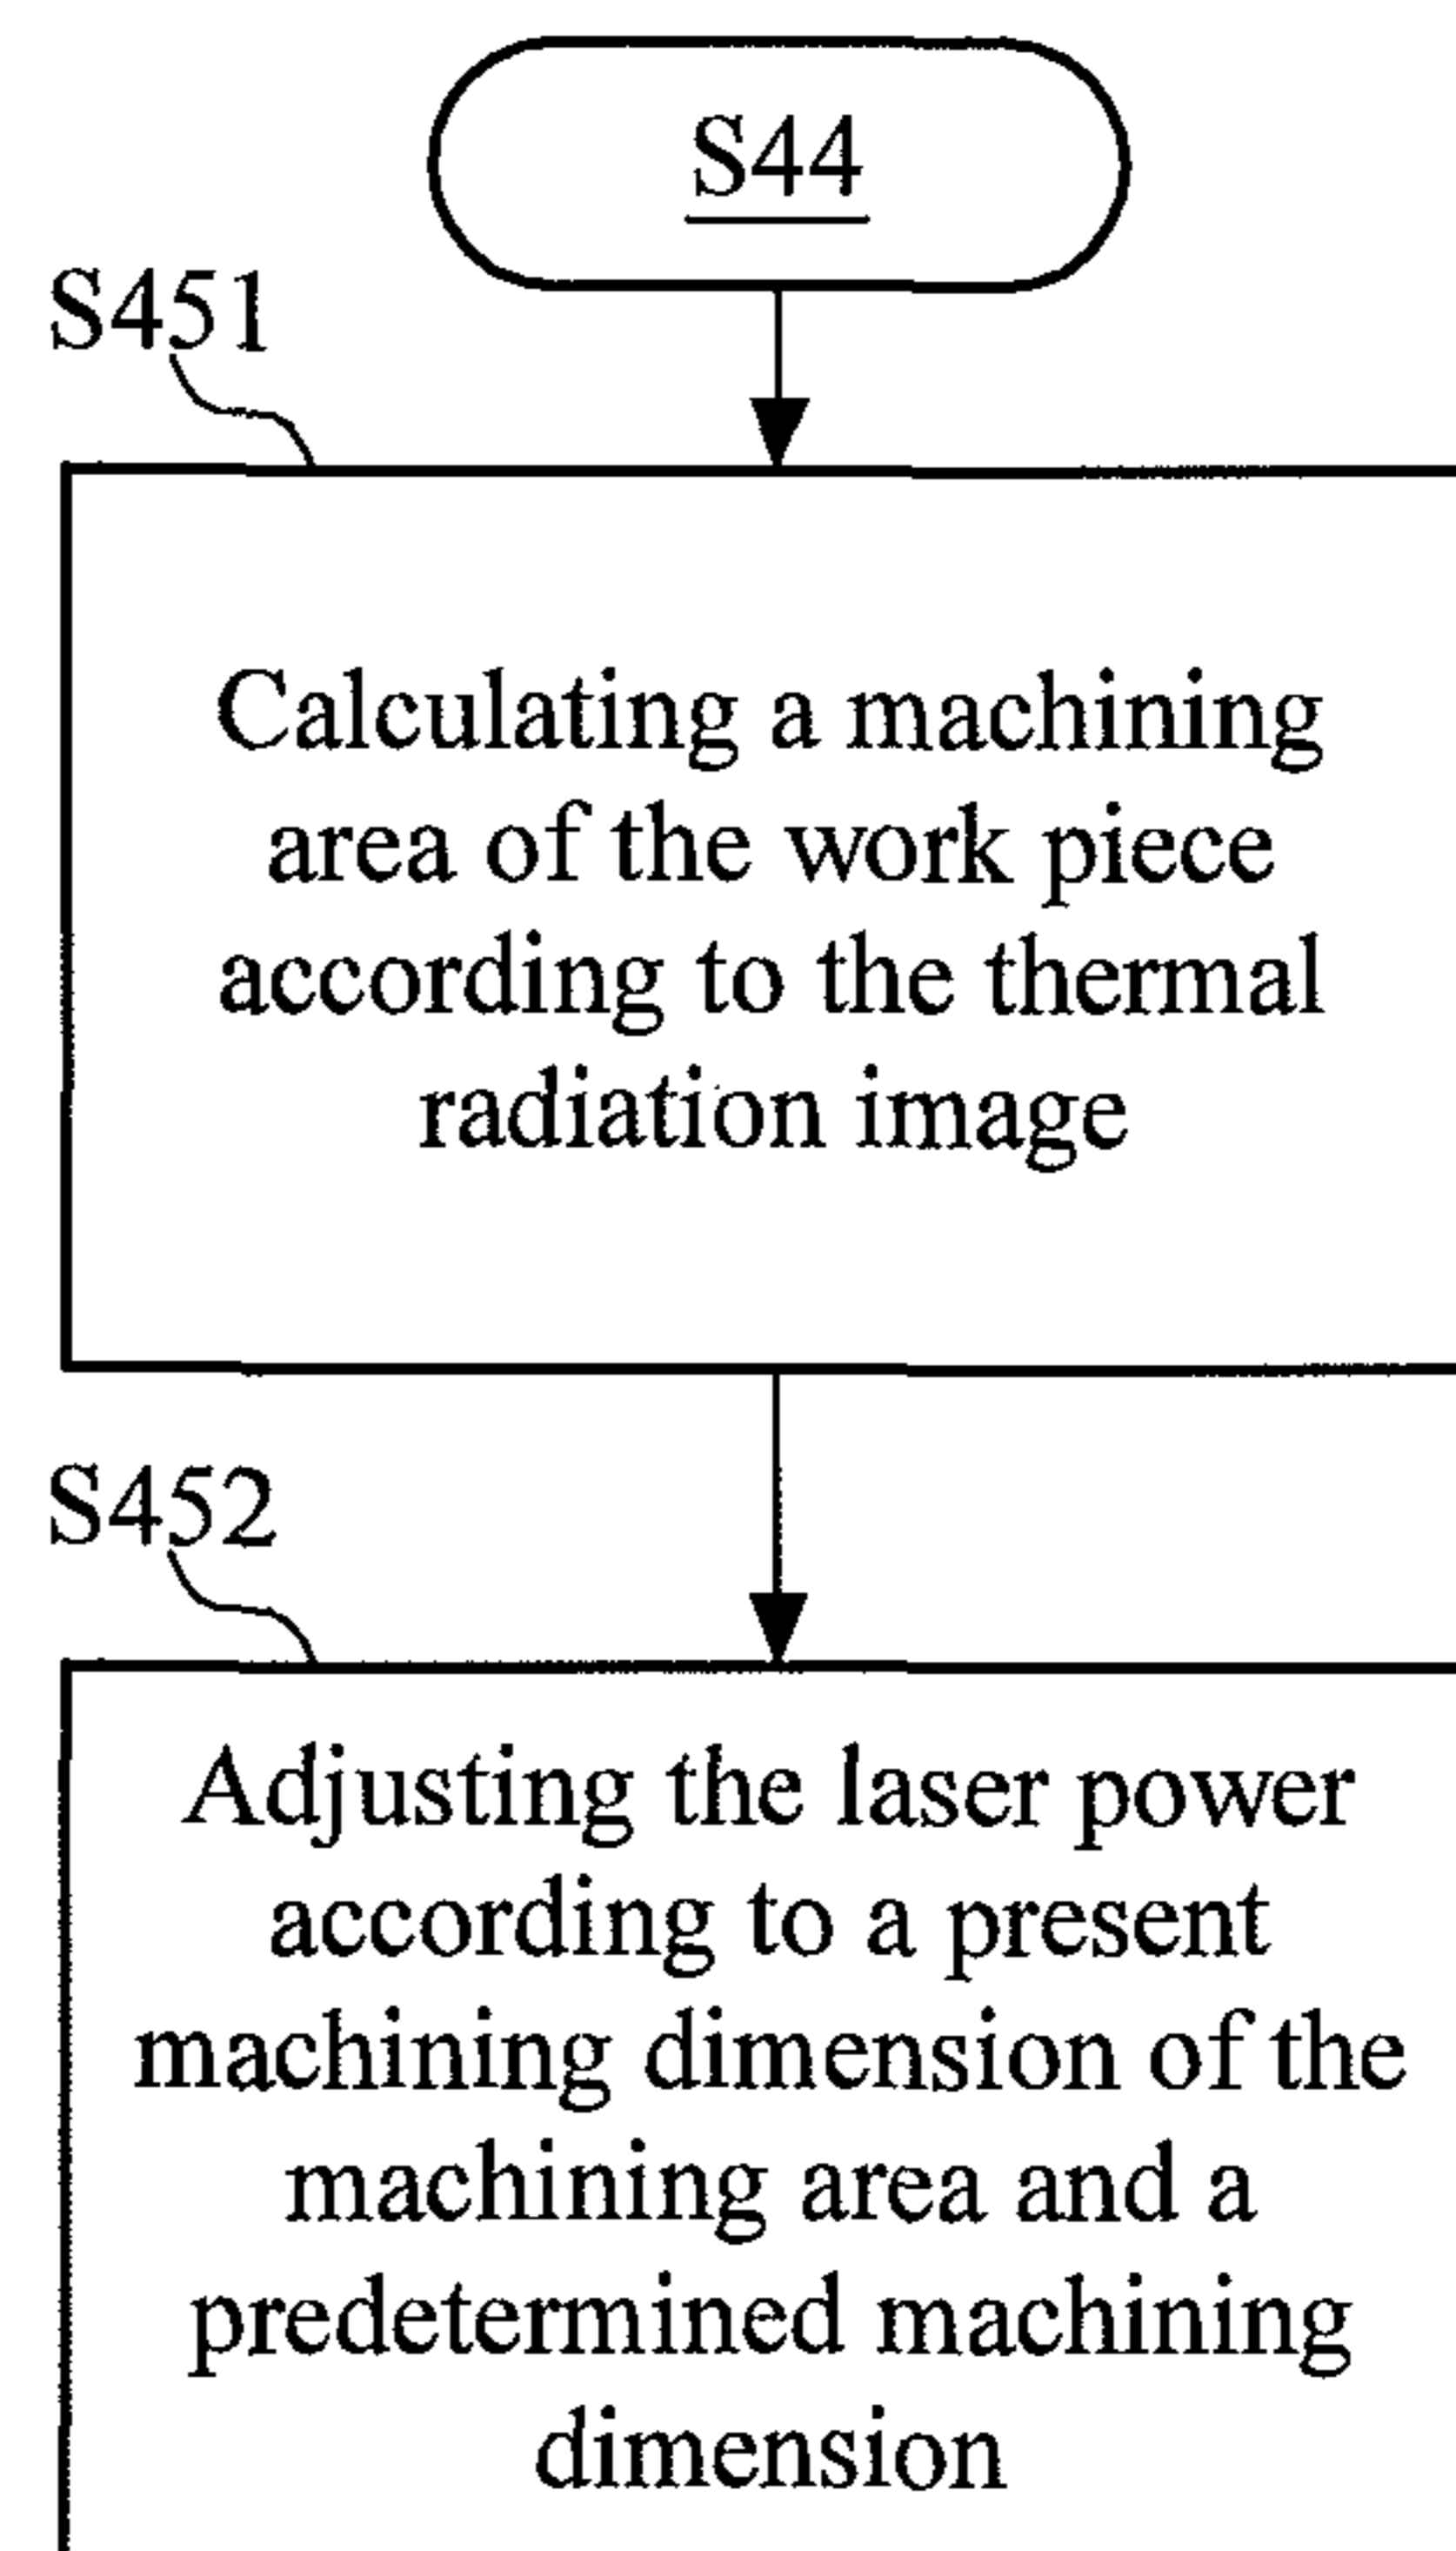 S44
S451
Calculating a machining
area of the work piece
according to the thermal
radiation image
S452
Adjusting the laser power
according to a present
machining dimension of the
machining area and a
predetermined machining
dimension